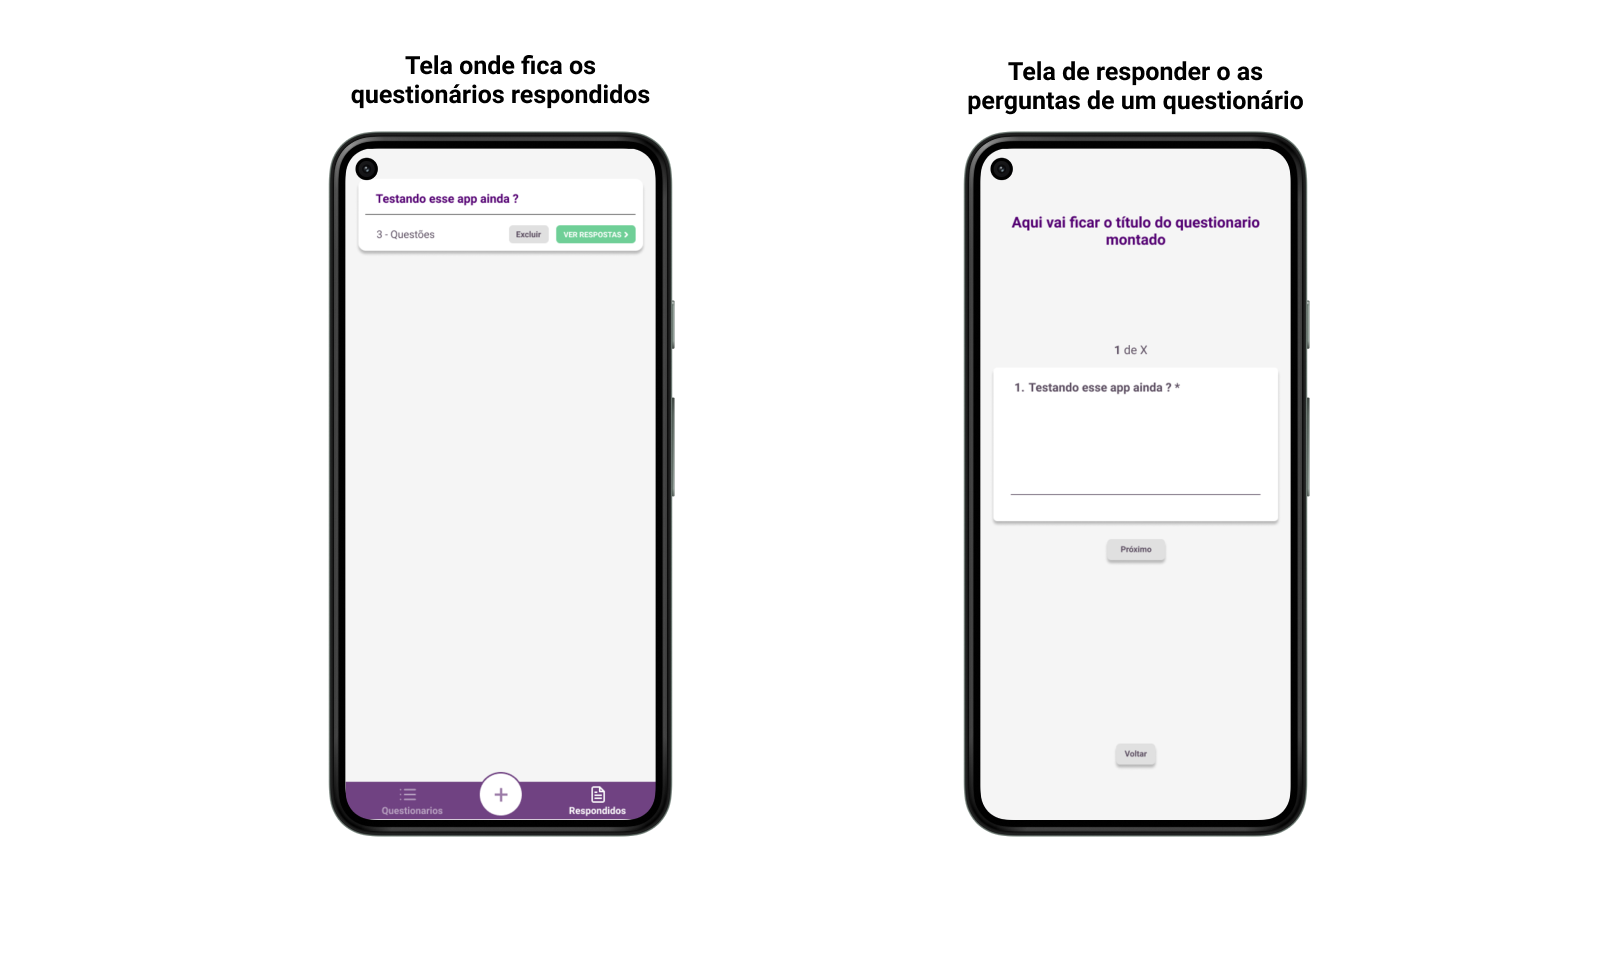 Tela onde fica os
questionários respondidos
Testando esse app ainda ?
3 - Questões
Excluir
VER RESPOSTAS
Questionarios
+
Respondidos
Tela de responder o as
perguntas de um questionário
Aqui vai ficar o título do questionario
montado
1 de X
1. Testando esse app ainda ? *
Próximo
Voltar